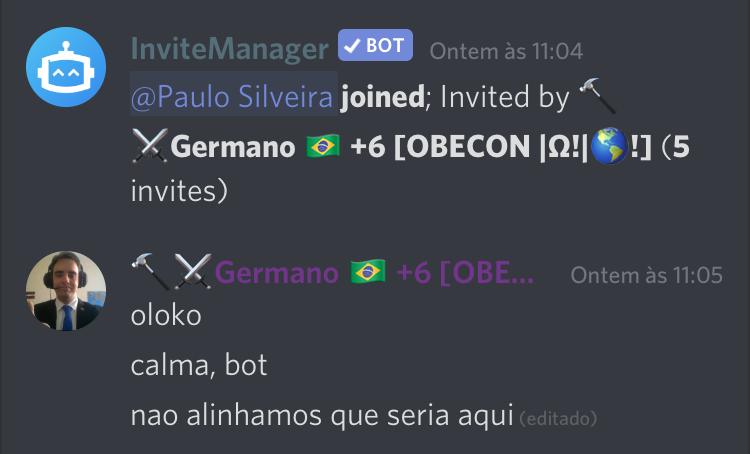 InviteManager ✓ BOT Ontem às 11:04
@Paulo Silveira joined; Invited by 🔨
⚔️Germano 🇧🇷 +6 [OBECON |Ω!|🌎!] (5
invites)
🔨⚔️Germano 🇧🇷 +6 [OBE... Ontem às 11:05
oloko
calma, bot
nao alinhamos que seria aqui (editado)